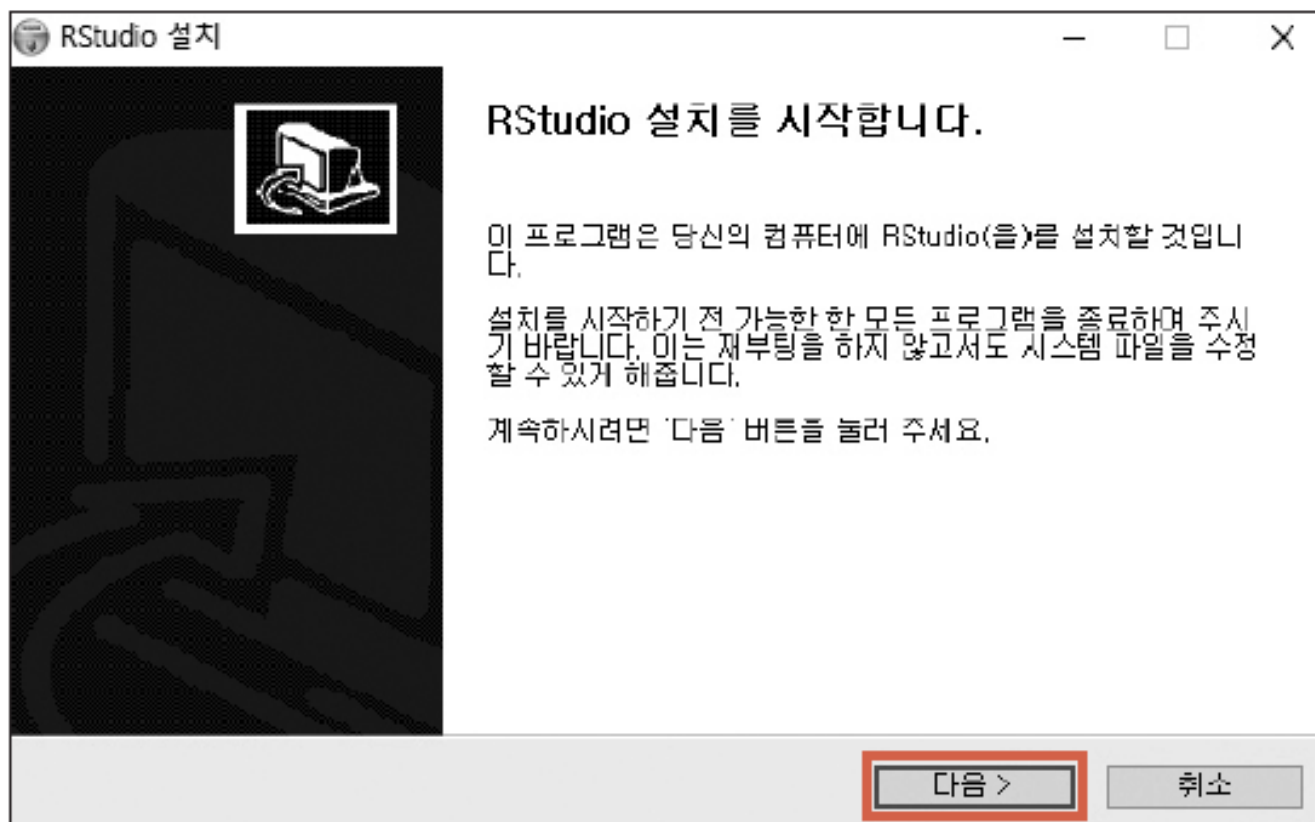 RStudio 설치
RStudio 설치를 시작합니다.
이 프로그램은 당신의 컴퓨터에 RStudio(을)를 설치할 것입니
다.
설치를 시작하기 전 가능한 한 모든 프로그램을 종료하여 주시
기 바랍니다. 이는 재부팅을 하지 않고서도 시스템 파일을 수정
할 수 있게 해줍니다.
계속하시려면 '다음' 버튼을 눌러 주세요.
다음 >
취소